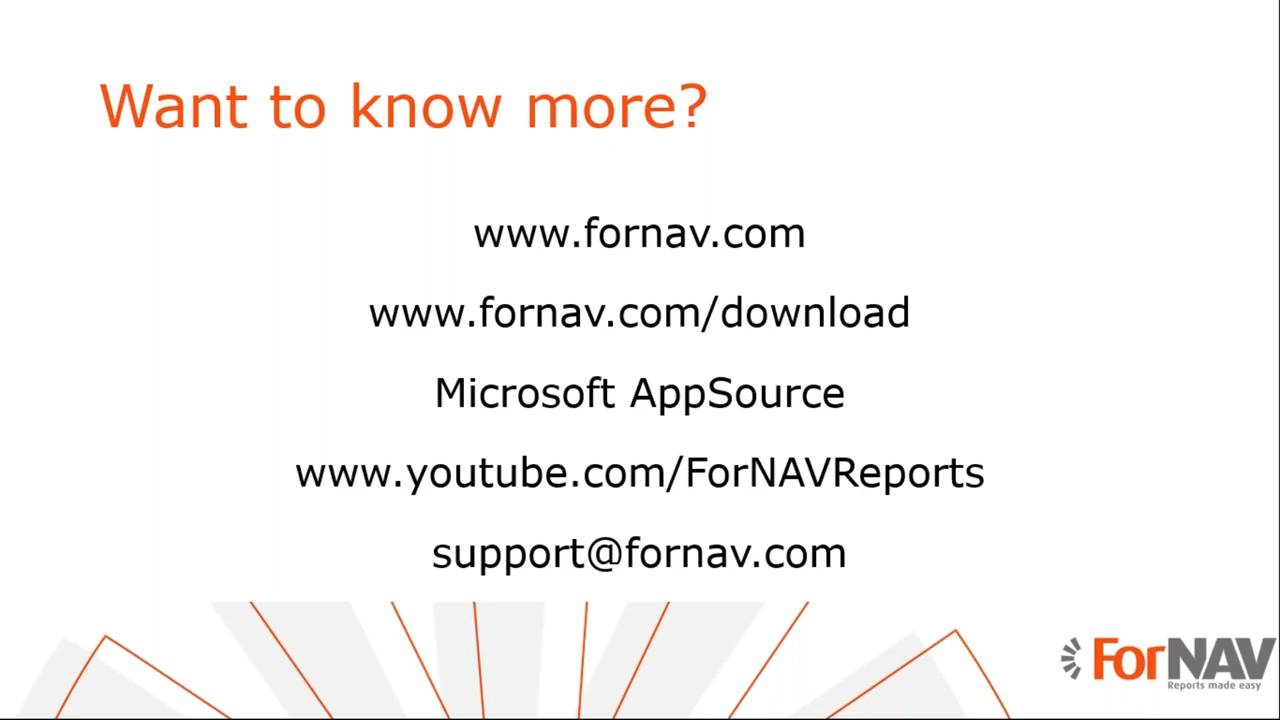 Want to know more?
www.fornav.com
www.fornav.com/download
Microsoft AppSource
www.youtube.com/ForNAVReports
support@fornav.com
ForNAV
Reports made easy